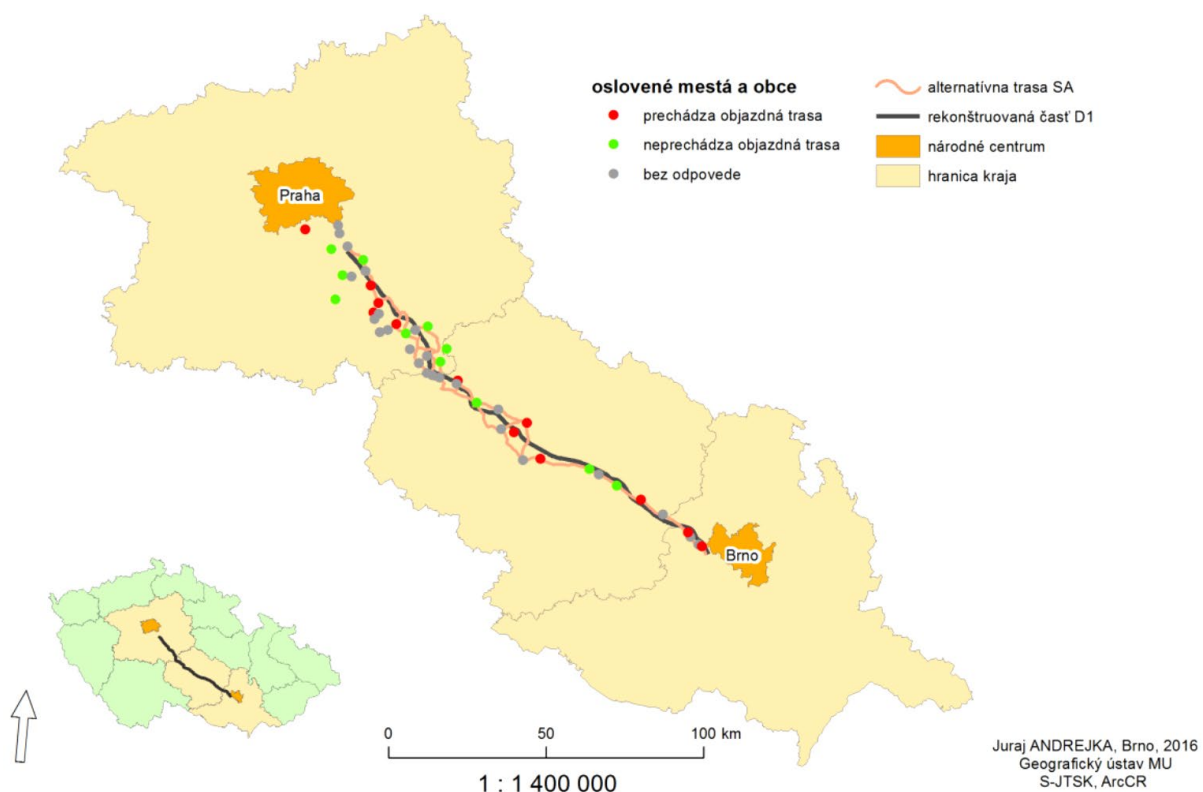 oslovené mestá a obce
prechádza objazdná trasa
neprechádza objazdná trasa
bez odpovede
alternatívna trasa SA
rekonštruovaná časť D1
národné centrum
hranica kraja
Praha
Brno
0 50 100 km
1 : 1 400 000
Juraj ANDREJKA, Brno, 2016
Geografický ústav MU
S-JTSK, ArcCR